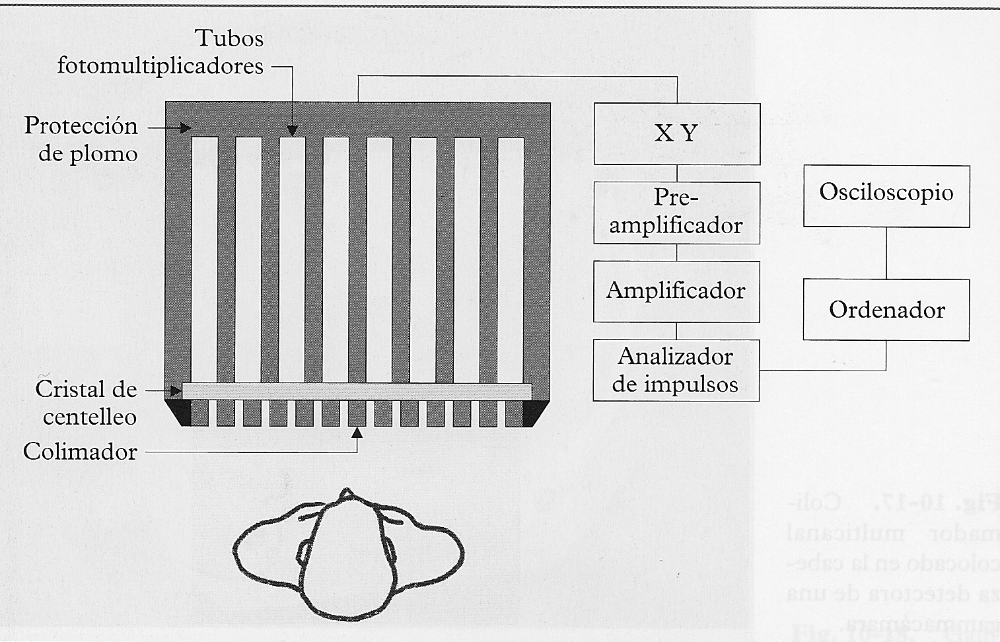 Tubos
fotomultiplicadores
Protección
de plomo
X Y
Pre-
amplificador
Osciloscopio
Amplificador
Ordenador
Analizador
de impulsos
Cristal de
centelleo
Colimador
Fig. 10-17. Coli-
mador multicanal
colocado en la cabe-
za detectora de una
gammacámara.